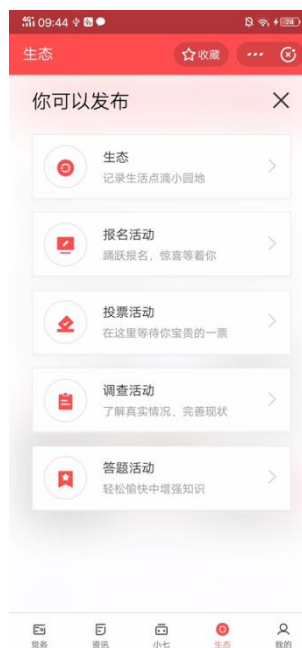 09:44
生态
收藏
你可以发布
生态
记录生活点滴小园地
报名活动
踊跃报名，惊喜等着你
投票活动
在这里等待你宝贵的一票
调查活动
了解真实情况，完善现状
答题活动
轻松愉快中增强知识
党务
资讯
小七
生态
我的